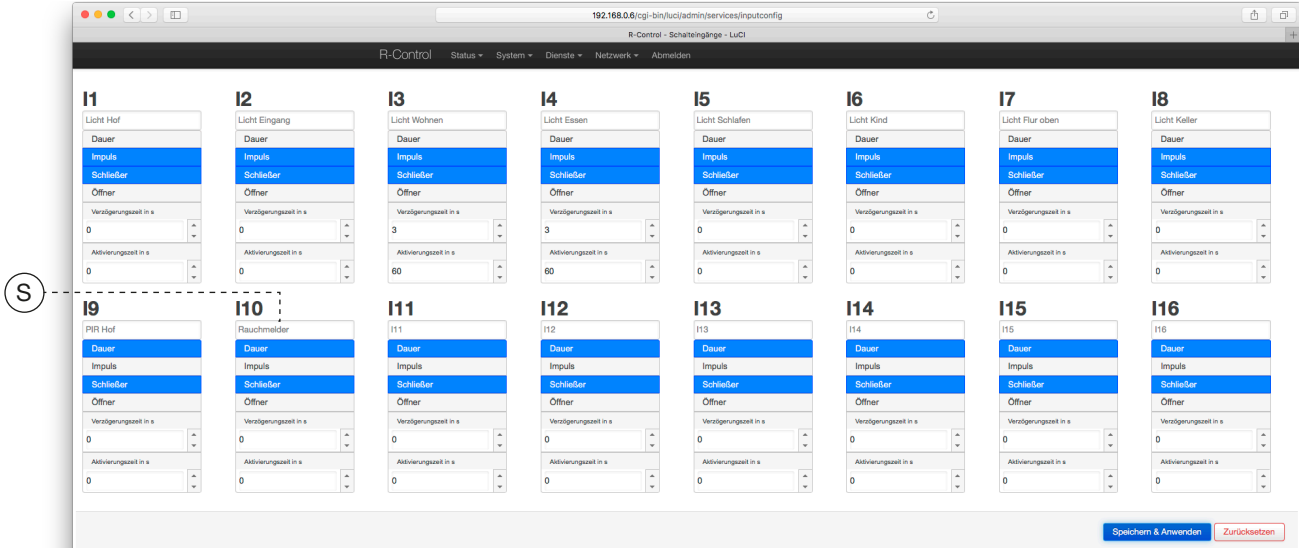 192.168.0.6/cgi-bin/luci/admin/services/inputconfig
R-Control - Schalteingänge - LuCI
R-Control Status System Dienste Netzwerk Abmelden
I1 I2 I3 I4 I5 I6 I7 I8
Licht Hof Licht Eingang Licht Wohnen Licht Essen Licht Schlafen Licht Kind Licht Flur oben Licht Keller
Dauer Dauer Dauer Dauer Dauer Dauer Dauer Dauer
Impuls Impuls Impuls Impuls Impuls Impuls Impuls Impuls
Schließer Schließer Schließer Schließer Schließer Schließer Schließer Schließer
Öffner Öffner Öffner Öffner Öffner Öffner Öffner Öffner
Verzögerungszeit in s Verzögerungszeit in s Verzögerungszeit in s Verzögerungszeit in s Verzögerungszeit in s Verzögerungszeit in s Verzögerungszeit in s Verzögerungszeit in s
0 0 3 3 0 0 0 0
Aktivierungszeit in s Aktivierungszeit in s Aktivierungszeit in s Aktivierungszeit in s Aktivierungszeit in s Aktivierungszeit in s Aktivierungszeit in s Aktivierungszeit in s
0 0 60 60 0 0 0 0
S
I9 I10 I11 I12 I13 I14 I15 I16
PIR Hof Rauchmelder I11 I12 I13 I14 I15 I16
Dauer Dauer Dauer Dauer Dauer Dauer Dauer Dauer
Impuls Impuls Impuls Impuls Impuls Impuls Impuls Impuls
Schließer Schließer Schließer Schließer Schließer Schließer Schließer Schließer
Öffner Öffner Öffner Öffner Öffner Öffner Öffner Öffner
Verzögerungszeit in s Verzögerungszeit in s Verzögerungszeit in s Verzögerungszeit in s Verzögerungszeit in s Verzögerungszeit in s Verzögerungszeit in s Verzögerungszeit in s
0 0 0 0 0 0 0 0
Aktivierungszeit in s Aktivierungszeit in s Aktivierungszeit in s Aktivierungszeit in s Aktivierungszeit in s Aktivierungszeit in s Aktivierungszeit in s Aktivierungszeit in s
0 0 0 0 0 0 0 0
Speichern & Anwenden Zurücksetzen